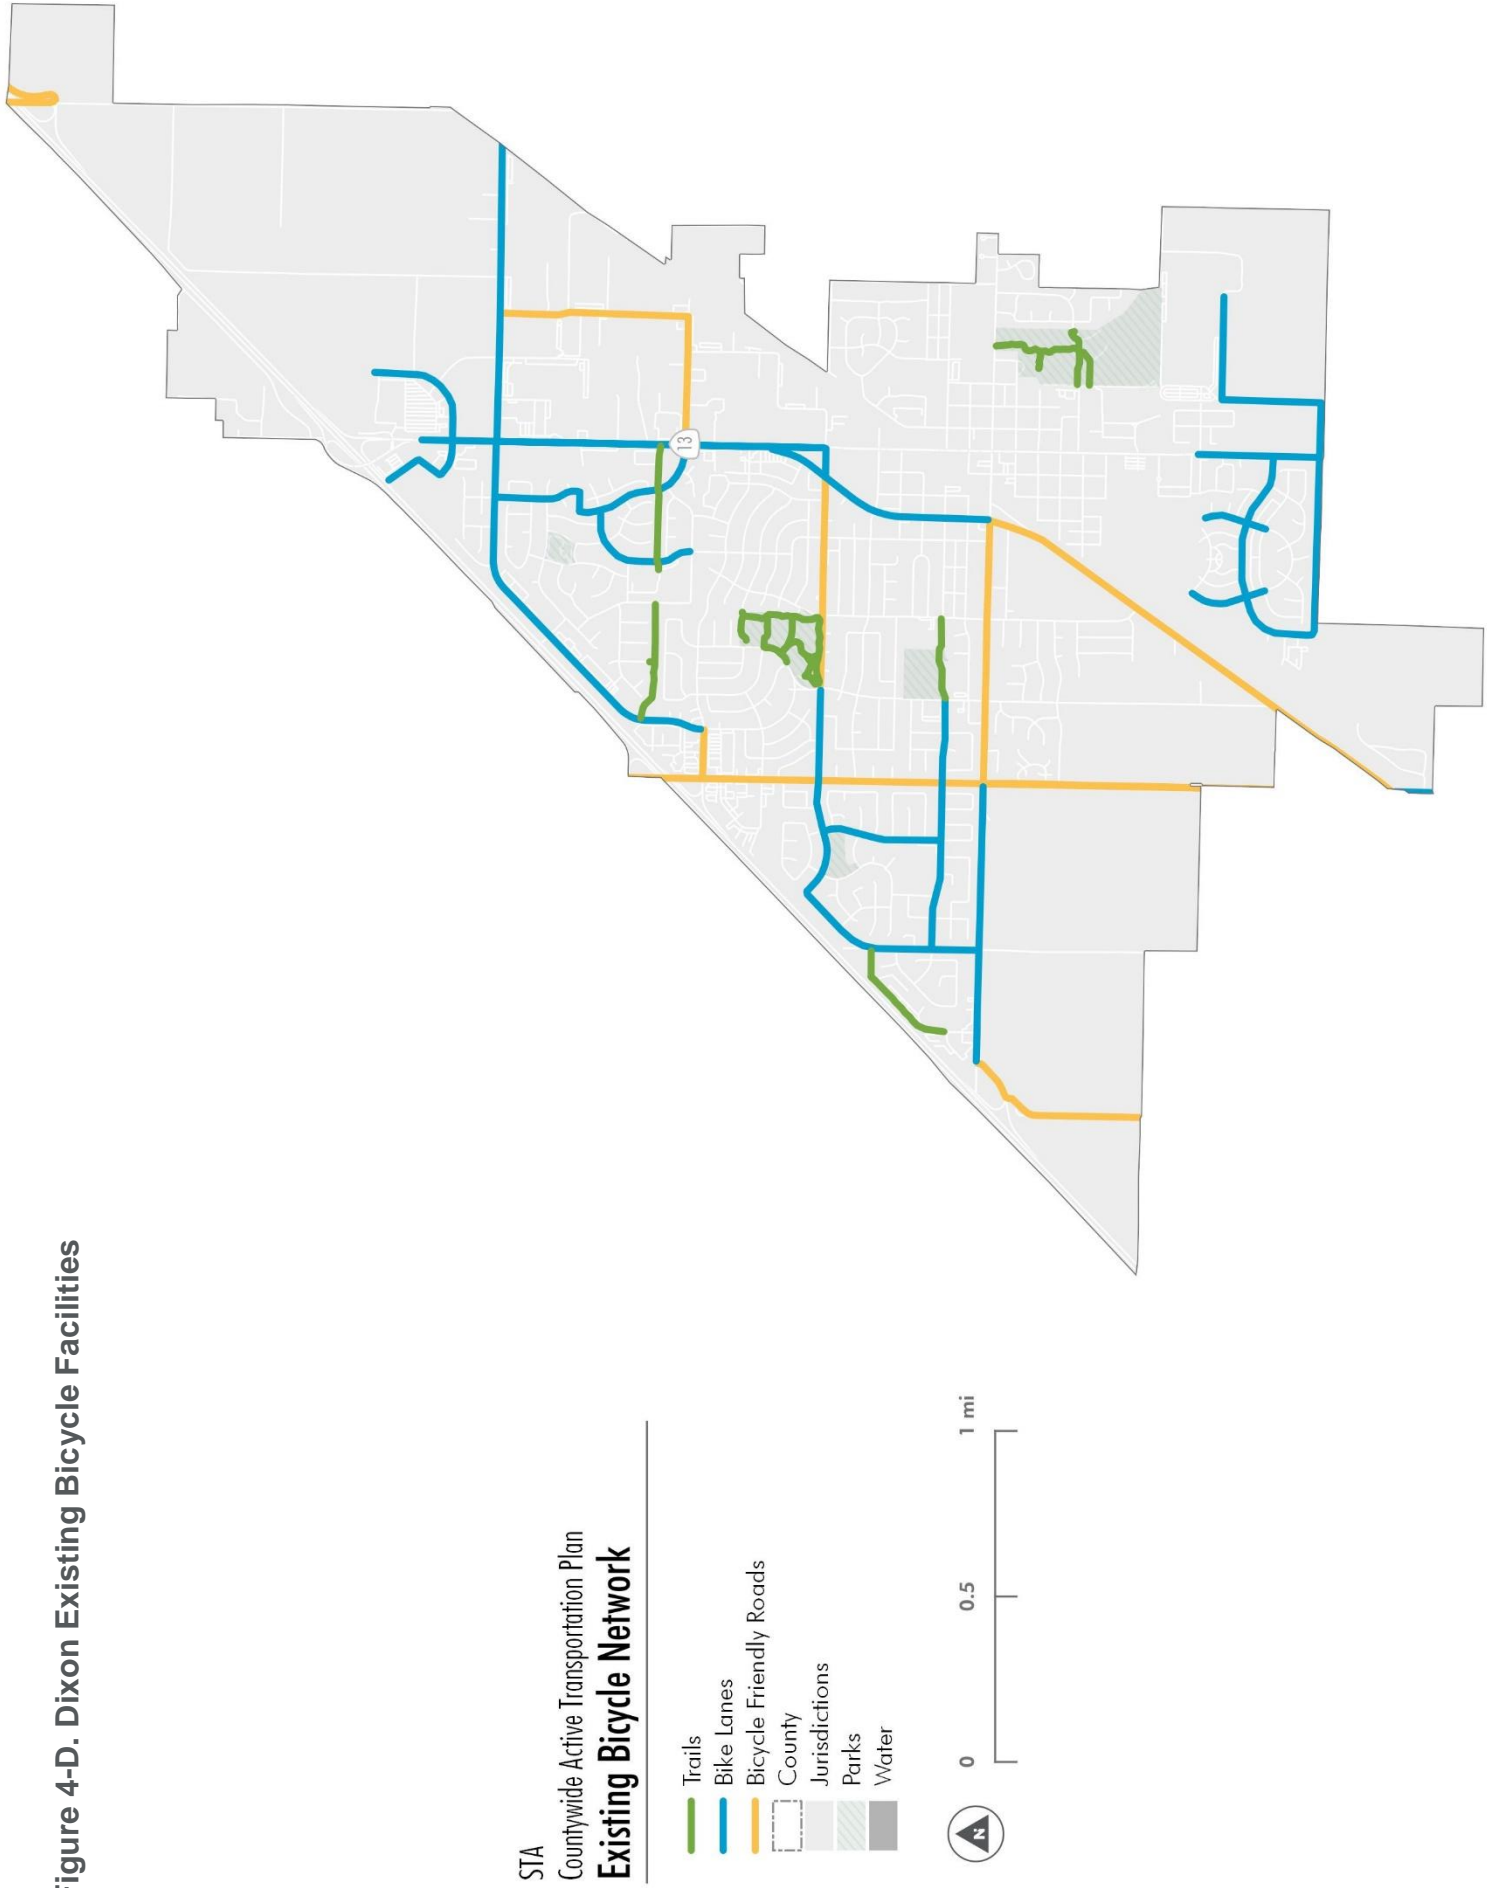 Figure 4-D. Dixon Existing Bicycle Facilities
STA
Countywide Active Transportation Plan
Existing Bicycle Network
Trails
Bike Lanes
Bicycle Friendly Roads
County
Jurisdictions
Parks
Water
N
0
0.5
1 mi
13